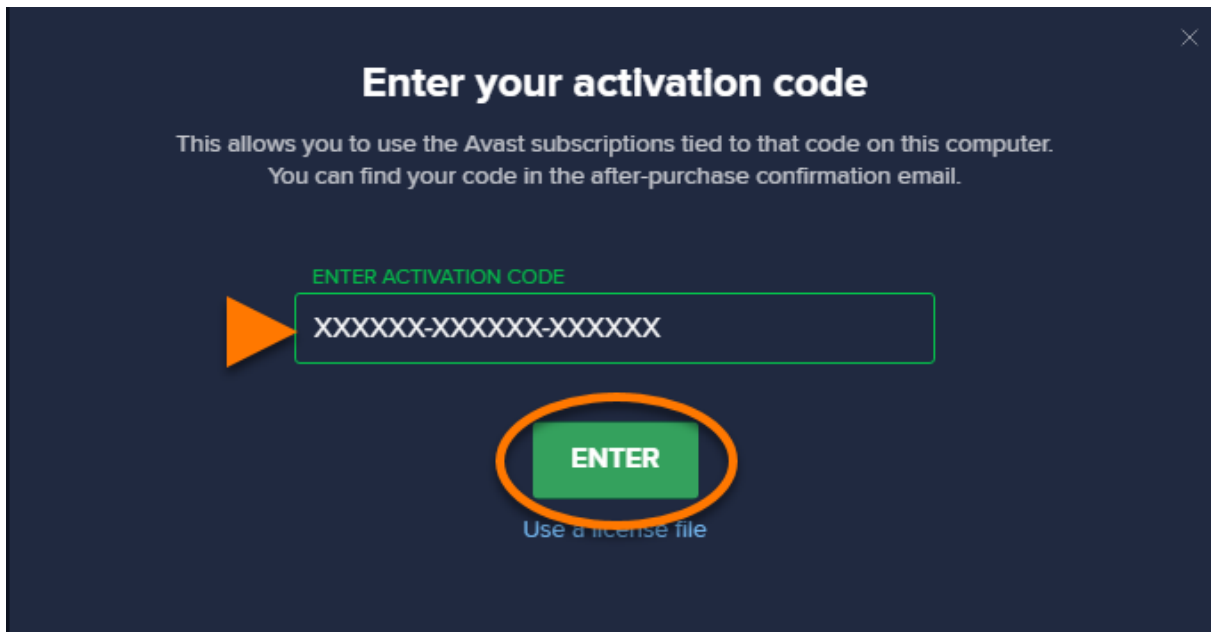 Enter your activation code
This allows you to use the Avast subscriptions tied to that code on this computer.
You can find your code in the after-purchase confirmation email.
ENTER ACTIVATION CODE
XXXXXX-XXXXXX-XXXXXX
ENTER
Use a license file